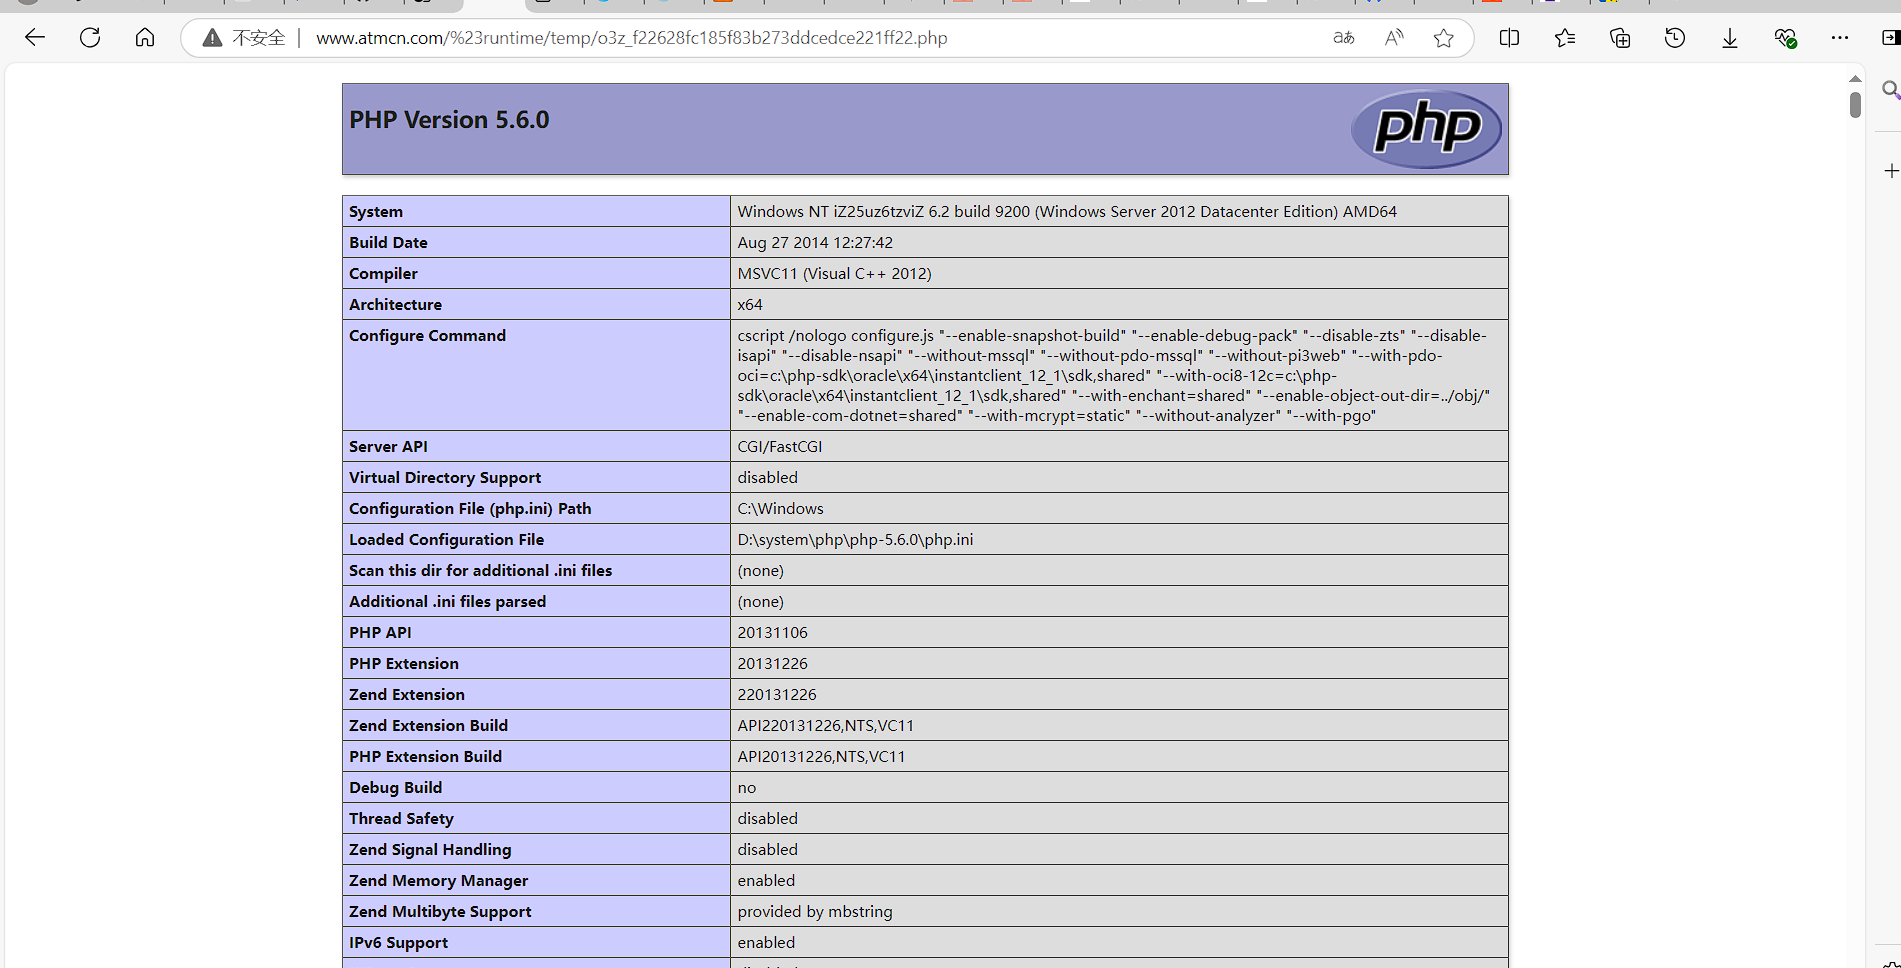 不安全 www.atmcn.com/%23runtime/temp/o3z_f22628fc185f83b273ddcedce221ff22.php aあ A
PHP Version 5.6.0 php
System Windows NT iZ25uz6tzviZ 6.2 build 9200 (Windows Server 2012 Datacenter Edition) AMD64
Build Date Aug 27 2014 12:27:42
Compiler MSVC11 (Visual C++ 2012)
Architecture x64
Configure Command cscript /nologo configure.js "--enable-snapshot-build" "--enable-debug-pack" "--disable-zts" "--disable-
isapi" "--disable-nsapi" "--without-mssql" "--without-pdo-mssql" "--without-pi3web" "--with-pdo-
oci=c:\php-sdk\oracle\x64\instantclient_12_1\sdk,shared" "--with-oci8-12c=c:\php-
sdk\oracle\x64\instantclient_12_1\sdk,shared" "--with-enchant=shared" "--enable-object-out-dir=../obj/"
"--enable-com-dotnet=shared" "--with-mcrypt=static" "--without-analyzer" "--with-pgo"
Server API CGI/FastCGI
Virtual Directory Support disabled
Configuration File (php.ini) Path C:\Windows
Loaded Configuration File D:\system\php\php-5.6.0\php.ini
Scan this dir for additional .ini files (none)
Additional .ini files parsed (none)
PHP API 20131106
PHP Extension 20131226
Zend Extension 220131226
Zend Extension Build API220131226,NTS,VC11
PHP Extension Build API20131226,NTS,VC11
Debug Build no
Thread Safety disabled
Zend Signal Handling disabled
Zend Memory Manager enabled
Zend Multibyte Support provided by mbstring
IPv6 Support enabled